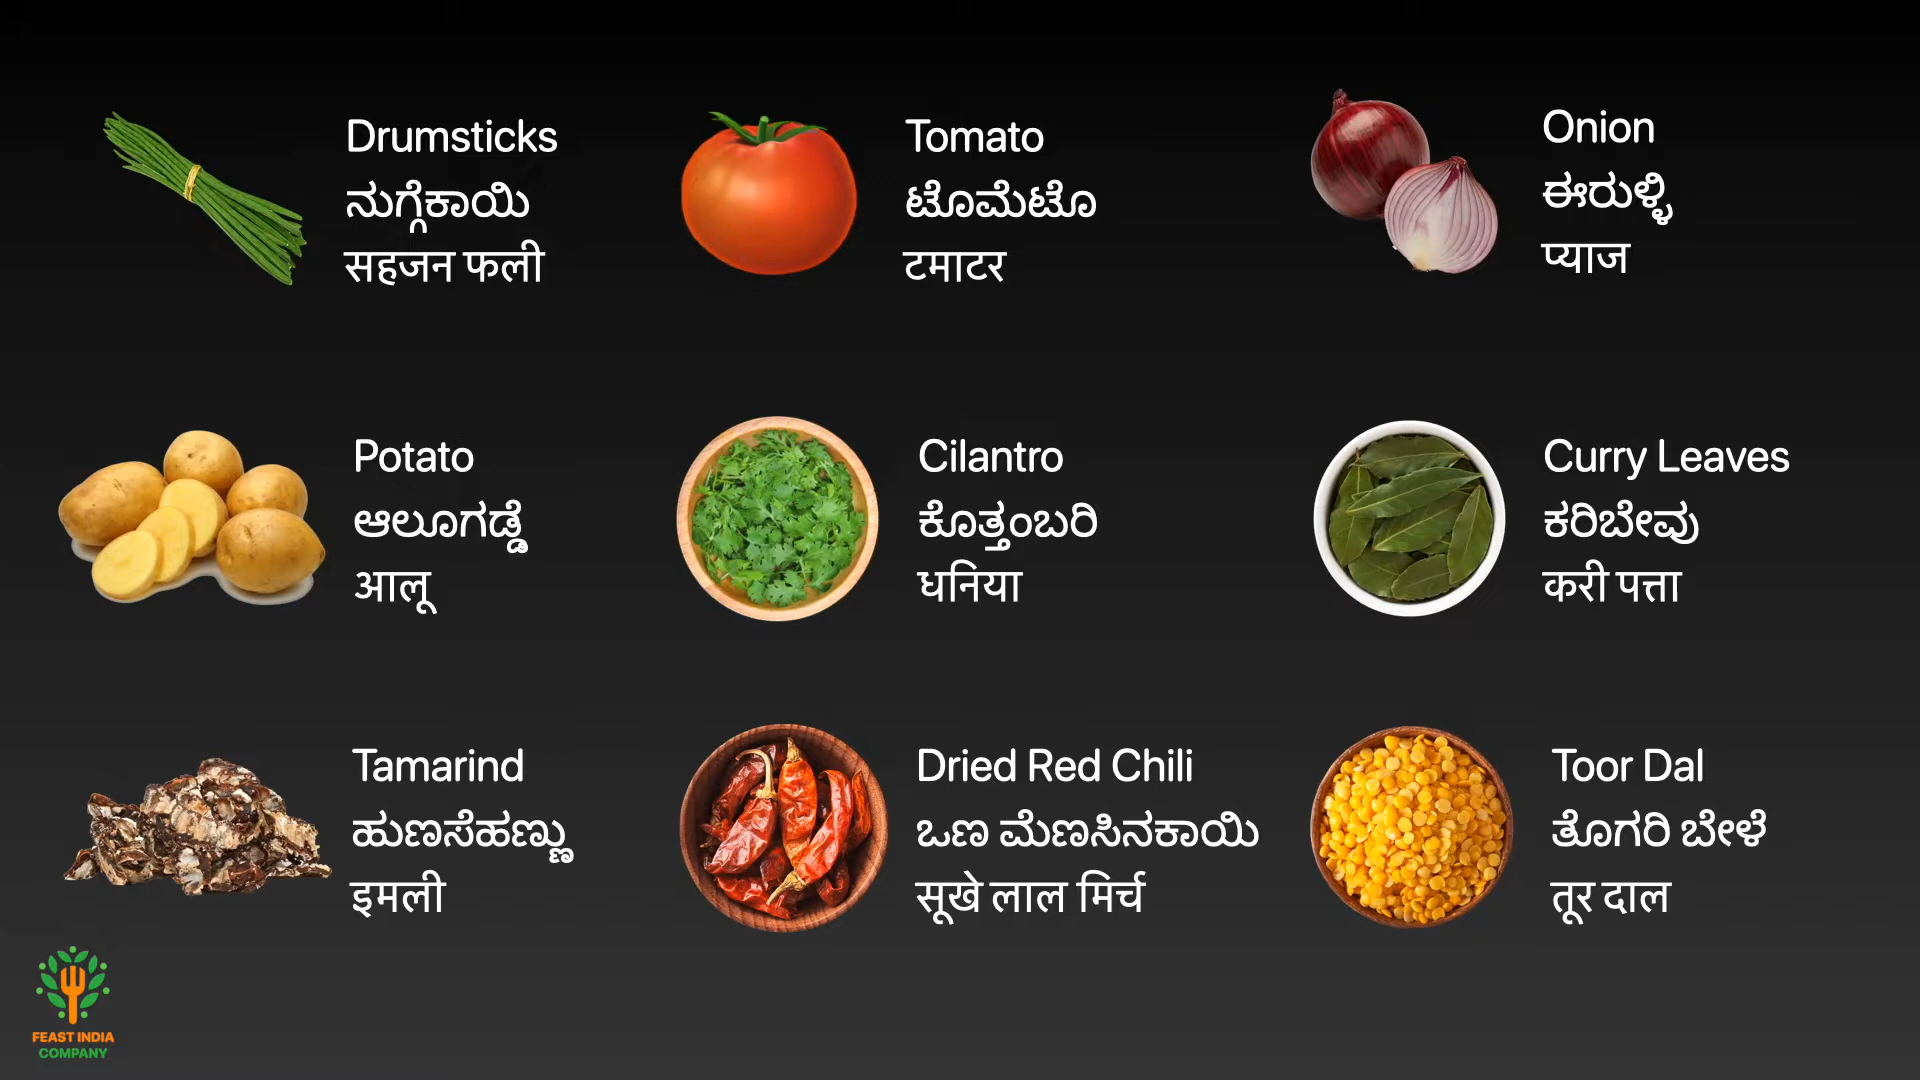 Drumsticks
ನುಗ್ಗೆಕಾಯಿ
सहजन फली
Tomato
ಟೊಮೆಟೊ
टमाटर
Onion
ಈರುಳ್ಳಿ
प्याज
Potato
ಆಲೂಗಡ್ಡೆ
आलू
Cilantro
ಕೊತ್ತಂಬರಿ
धनिया
Curry Leaves
ಕರಿಬೇವು
करी पत्ता
Tamarind
ಹುಣಸೆಹಣ್ಣು
इमली
Dried Red Chili
ಒಣ ಮೆಣಸಿನಕಾಯಿ
सूखे लाल मिर्च
Toor Dal
ತೊಗರಿ ಬೇಳೆ
तूर दाल
FEAST INDIA
COMPANY